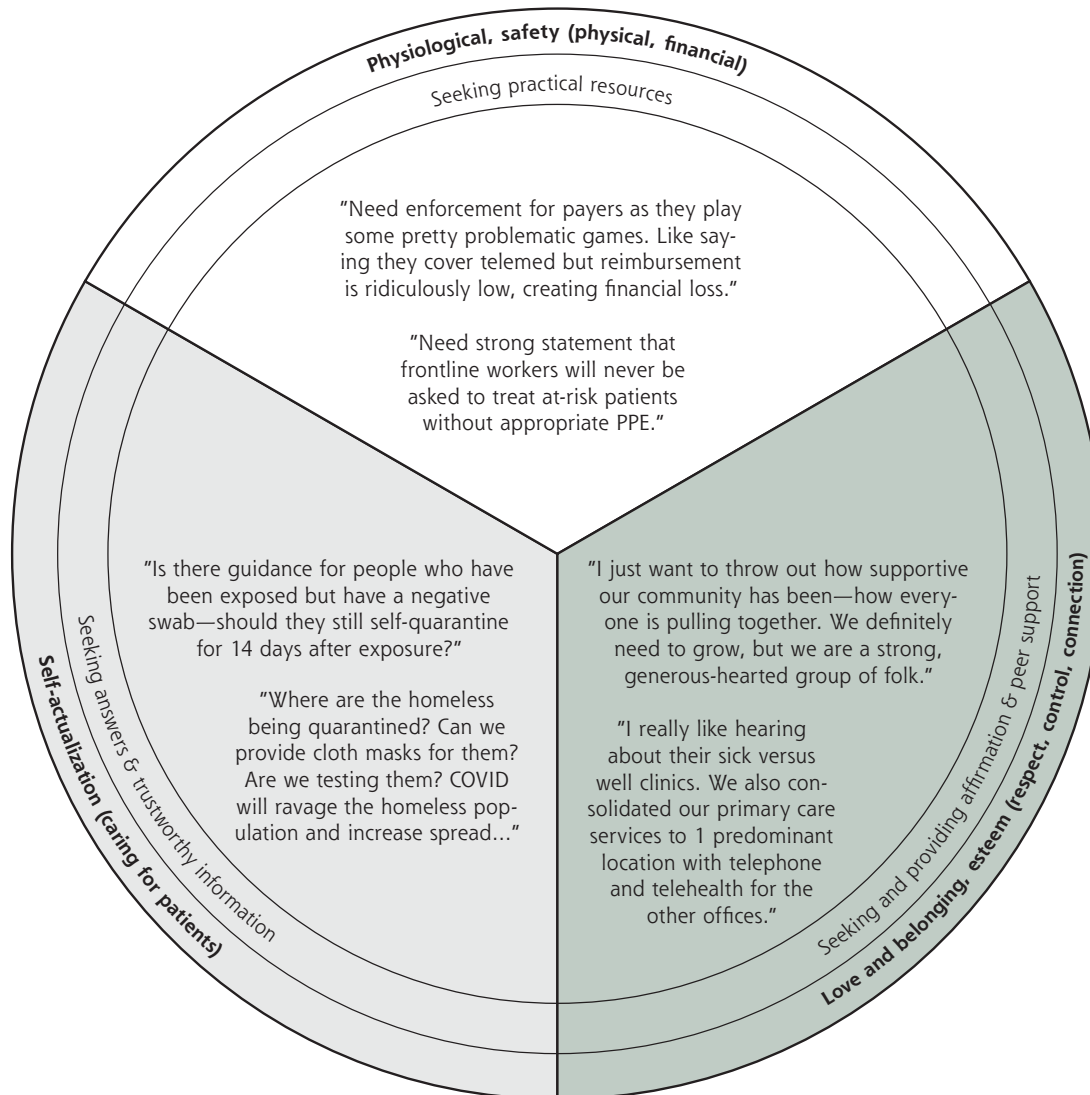 Physiological, safety (physical, financial)
Seeking practical resources
"Need enforcement for payers as they play
some pretty problematic games. Like say-
ing they cover telemed but reimbursement
is ridiculously low, creating financial loss."
"Need strong statement that
frontline workers will never be
asked to treat at-risk patients
without appropriate PPE."
"Is there guidance for people who have
been exposed but have a negative
swab—should they still self-quarantine
for 14 days after exposure?"
"Where are the homeless
being quarantined? Can we
provide cloth masks for them?
Are we testing them? COVID
will ravage the homeless pop-
ulation and increase spread..."
Seeking answers & trustworthy information
Self-actualization (caring for patients)
"I just want to throw out how supportive
our community has been—how every-
one is pulling together. We definitely
need to grow, but we are a strong,
generous-hearted group of folk."
"I really like hearing
about their sick versus
well clinics. We also con-
solidated our primary care
services to 1 predominant
location with telephone
and telehealth for the
other offices."
Seeking and providing affirmation & peer support
Love and belonging, esteem (respect, control, connection)